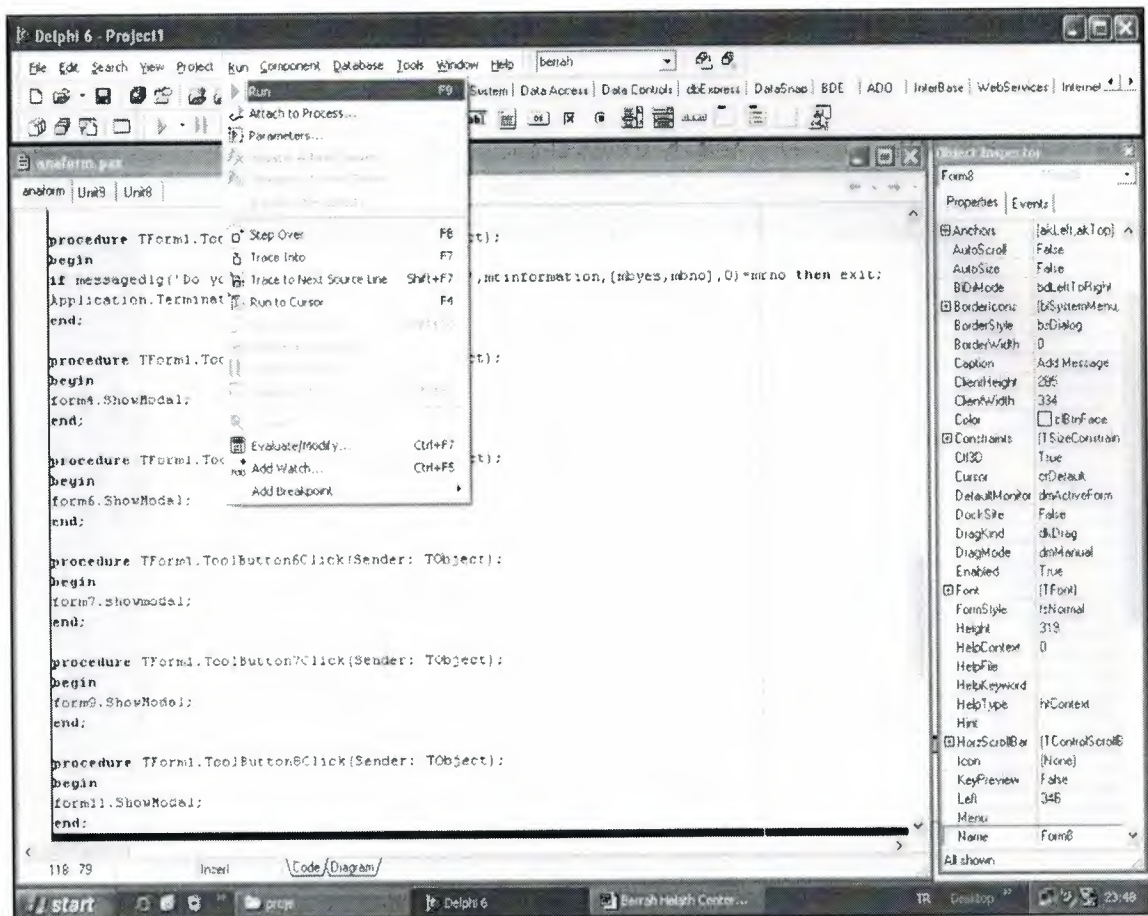 Delphi 6 - Project1
File Edit Search View Project Run Component Database Tools Window Help berrah
System Data Access Data Controls dbExpress DataSnap BDE ADO InterBase WebServices Internet
Run F9
Attach to Process...
Parameters...
Step Over F8
Trace Into F7
Trace to Next Source Line Shift+F7
Run to Cursor F4
Evaluate/Modify... Ctrl+F7
Add Watch... Ctrl+F5
Add Breakpoint
anaform.pas
anaform Unit9 Unit8
procedure TForm1.Too ct);
begin
if messagedlg('Do yo ',mtinformation,[mbyes,mbno],0)=mrno then exit;
Application.Terminat
end;
procedure TForm1.Too ct);
begin
form4.ShowModal;
end;
procedure TForm1.Too ct);
begin
form6.ShowModal;
end;
procedure TForm1.ToolButton6Click(Sender: TObject);
begin
form7.showmodal;
end;
procedure TForm1.ToolButton7Click(Sender: TObject);
begin
form9.ShowModal;
end;
procedure TForm1.ToolButton8Click(Sender: TObject);
begin
form11.ShowModal;
end;
118: 79 Insert Code Diagram
Object Inspector
Form8
Properties Events
Anchors [akLeft,akTop]
AutoScroll False
AutoSize False
BiDiMode bdLeftToRight
BorderIcons [biSystemMenu,
BorderStyle bsDialog
BorderWidth 0
Caption Add Message
ClientHeight 285
ClientWidth 334
Color clBtnFace
Constraints (TSizeConstrain
Ctl3D True
Cursor crDefault
DefaultMonitor dmActiveForm
DockSite False
DragKind dkDrag
DragMode dmManual
Enabled True
Font (TFont)
FormStyle fsNormal
Height 319
HelpContext 0
HelpFile
HelpKeyword
HelpType htContext
Hint
HorzScrollBar (TControlScrollB
Icon (None)
KeyPreview False
Left 346
Menu
Name Form8
All shown
start proje Delphi 6 Berrah Helath Center... TR Desktop 23:48